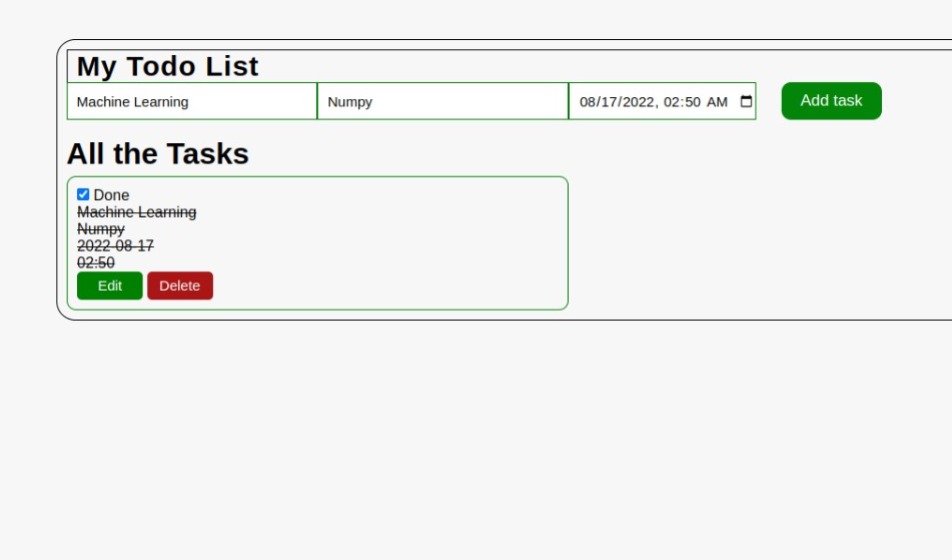 My Todo List
Machine Learning Numpy 08/17/2022, 02:50 AM Add task
All the Tasks
Done
Machine Learning
Numpy
2022-08-17
02:50
Edit Delete